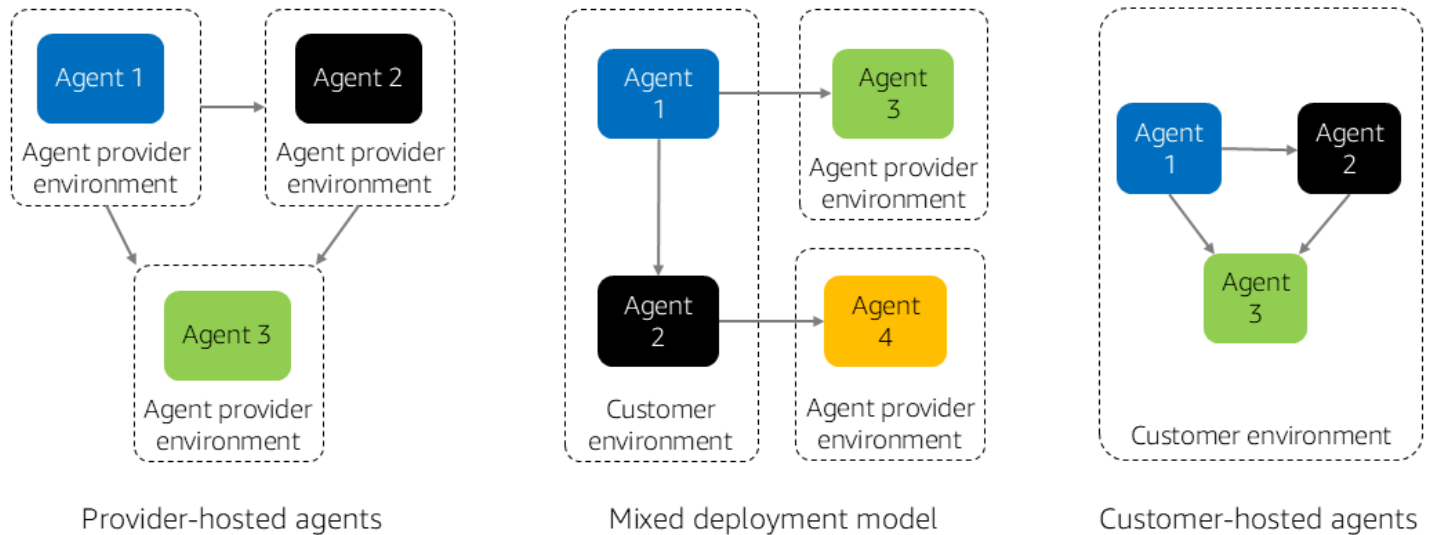 Agent 1
Agent provider
environment
Agent 2
Agent provider
environment
Agent 3
Agent provider
environment
Provider-hosted agents
Agent
1
Agent
3
Agent provider
environment
Agent
2
Customer
environment
Agent
4
Agent provider
environment
Mixed deployment model
Agent
1
Agent
2
Agent
3
Customer environment
Customer-hosted agents